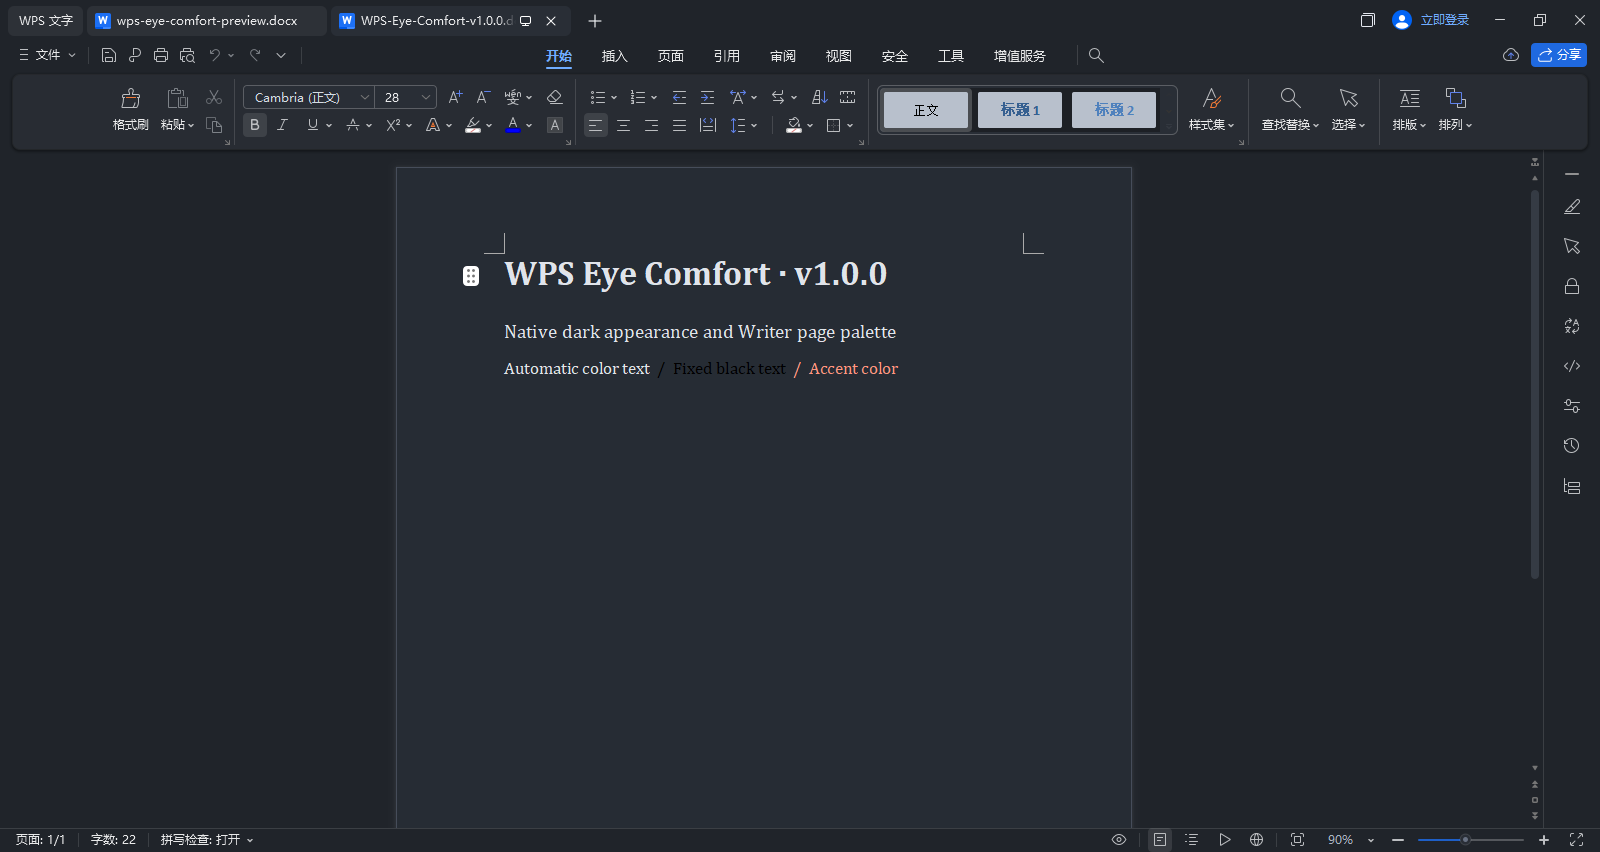 WPS 文字
wps-eye-comfort-preview.docx
WPS-Eye-Comfort-v1.0.0.d
立即登录
文件
开始 插入 页面 引用 审阅 视图 安全 工具 增值服务
分享
格式刷 粘贴
Cambria (正文) 28
正文 标题 1 标题 2
样式集 查找替换 选择 排版 排列
WPS Eye Comfort · v1.0.0
Native dark appearance and Writer page palette
Automatic color text / Fixed black text / Accent color
页面: 1/1 字数: 22 拼写检查: 打开 90%